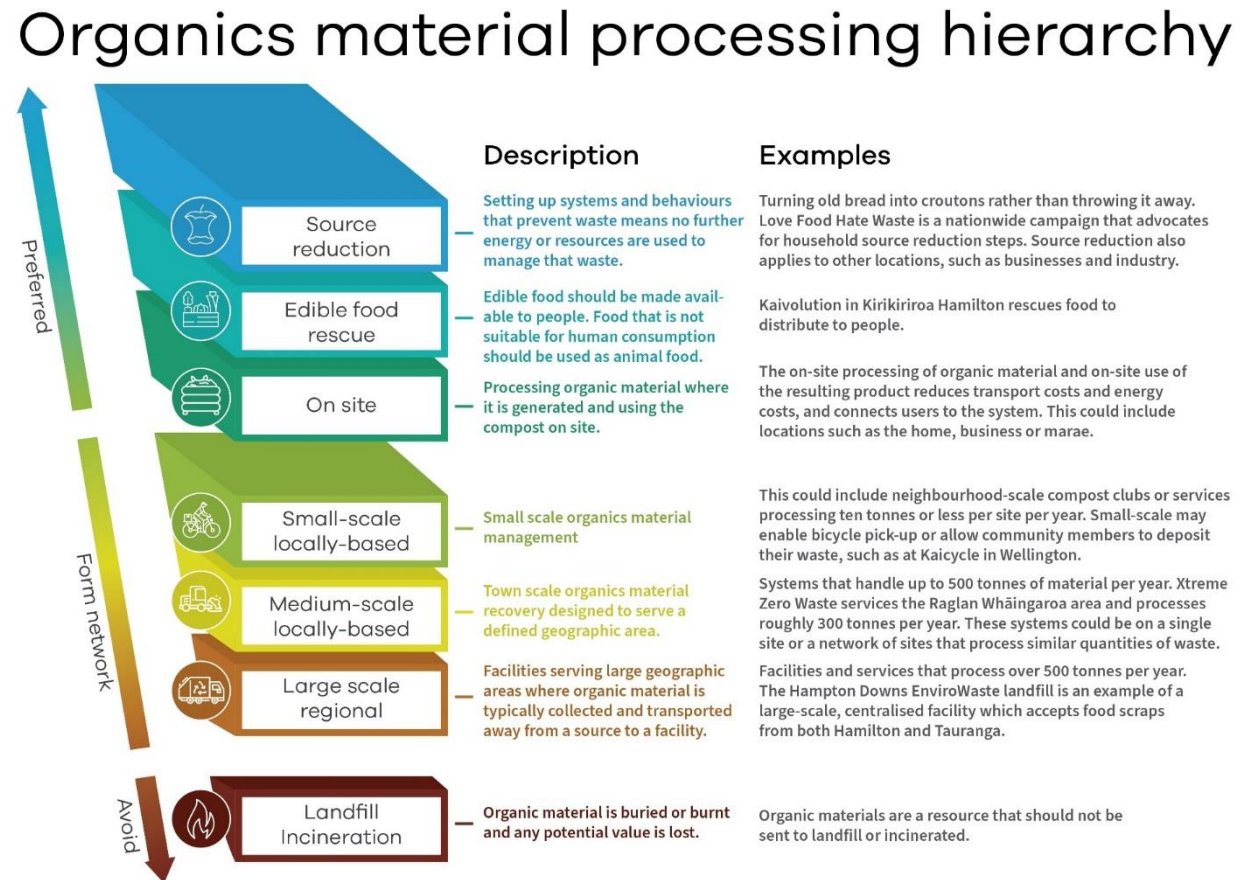 Organics material processing hierarchy
Description
Examples
Preferred
Source
reduction
Setting up systems and behaviours
that prevent waste means no further
energy or resources are used to
manage that waste.
Turning old bread into croutons rather than throwing it away.
Love Food Hate Waste is a nationwide campaign that advocates
for household source reduction steps. Source reduction also
applies to other locations, such as businesses and industry.
Edible food
rescue
Edible food should be made avail-
able to people. Food that is not
suitable for human consumption
should be used as animal food.
Kaivolution in Kirikiriroa Hamilton rescues food to
distribute to people.
On site
Processing organic material where
it is generated and using the
compost on site.
The on-site processing of organic material and on-site use of
the resulting product reduces transport costs and energy
costs, and connects users to the system. This could include
locations such as the home, business or marae.
Form network
Small-scale
locally-based
Small scale organics material
management
This could include neighbourhood-scale compost clubs or services
processing ten tonnes or less per site per year. Small-scale may
enable bicycle pick-up or allow community members to deposit
their waste, such as at Kaicycle in Wellington.
Medium-scale
locally-based
Town scale organics material
recovery designed to serve a
defined geographic area.
Systems that handle up to 500 tonnes of material per year. Xtreme
Zero Waste services the Raglan Whāingaroa area and processes
roughly 300 tonnes per year. These systems could be on a single
site or a network of sites that process similar quantities of waste.
Large scale
regional
Facilities serving large geographic
areas where organic material is
typically collected and transported
away from a source to a facility.
Facilities and services that process over 500 tonnes per year.
The Hampton Downs EnviroWaste landfill is an example of a
large-scale, centralised facility which accepts food scraps
from both Hamilton and Tauranga.
Avoid
Landfill
Incineration
Organic material is buried or burnt
and any potential value is lost.
Organic materials are a resource that should not be
sent to landfill or incinerated.